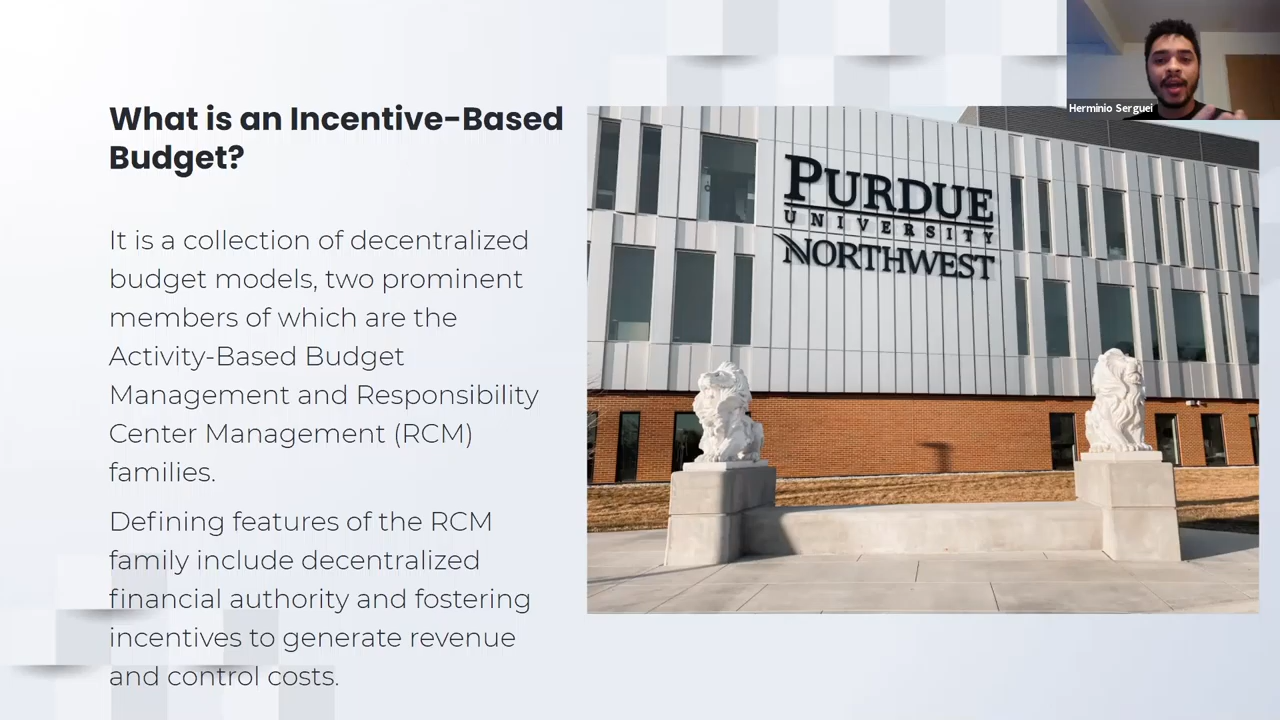 What is an Incentive-Based
Budget?
It is a collection of decentralized
budget models, two prominent
members of which are the
Activity-Based Budget
Management and Responsibility
Center Management (RCM)
families.
Defining features of the RCM
family include decentralized
financial authority and fostering
incentives to generate revenue
and control costs.
PURDUE
UNIVERSITY
NORTHWEST
Herminio Serguei